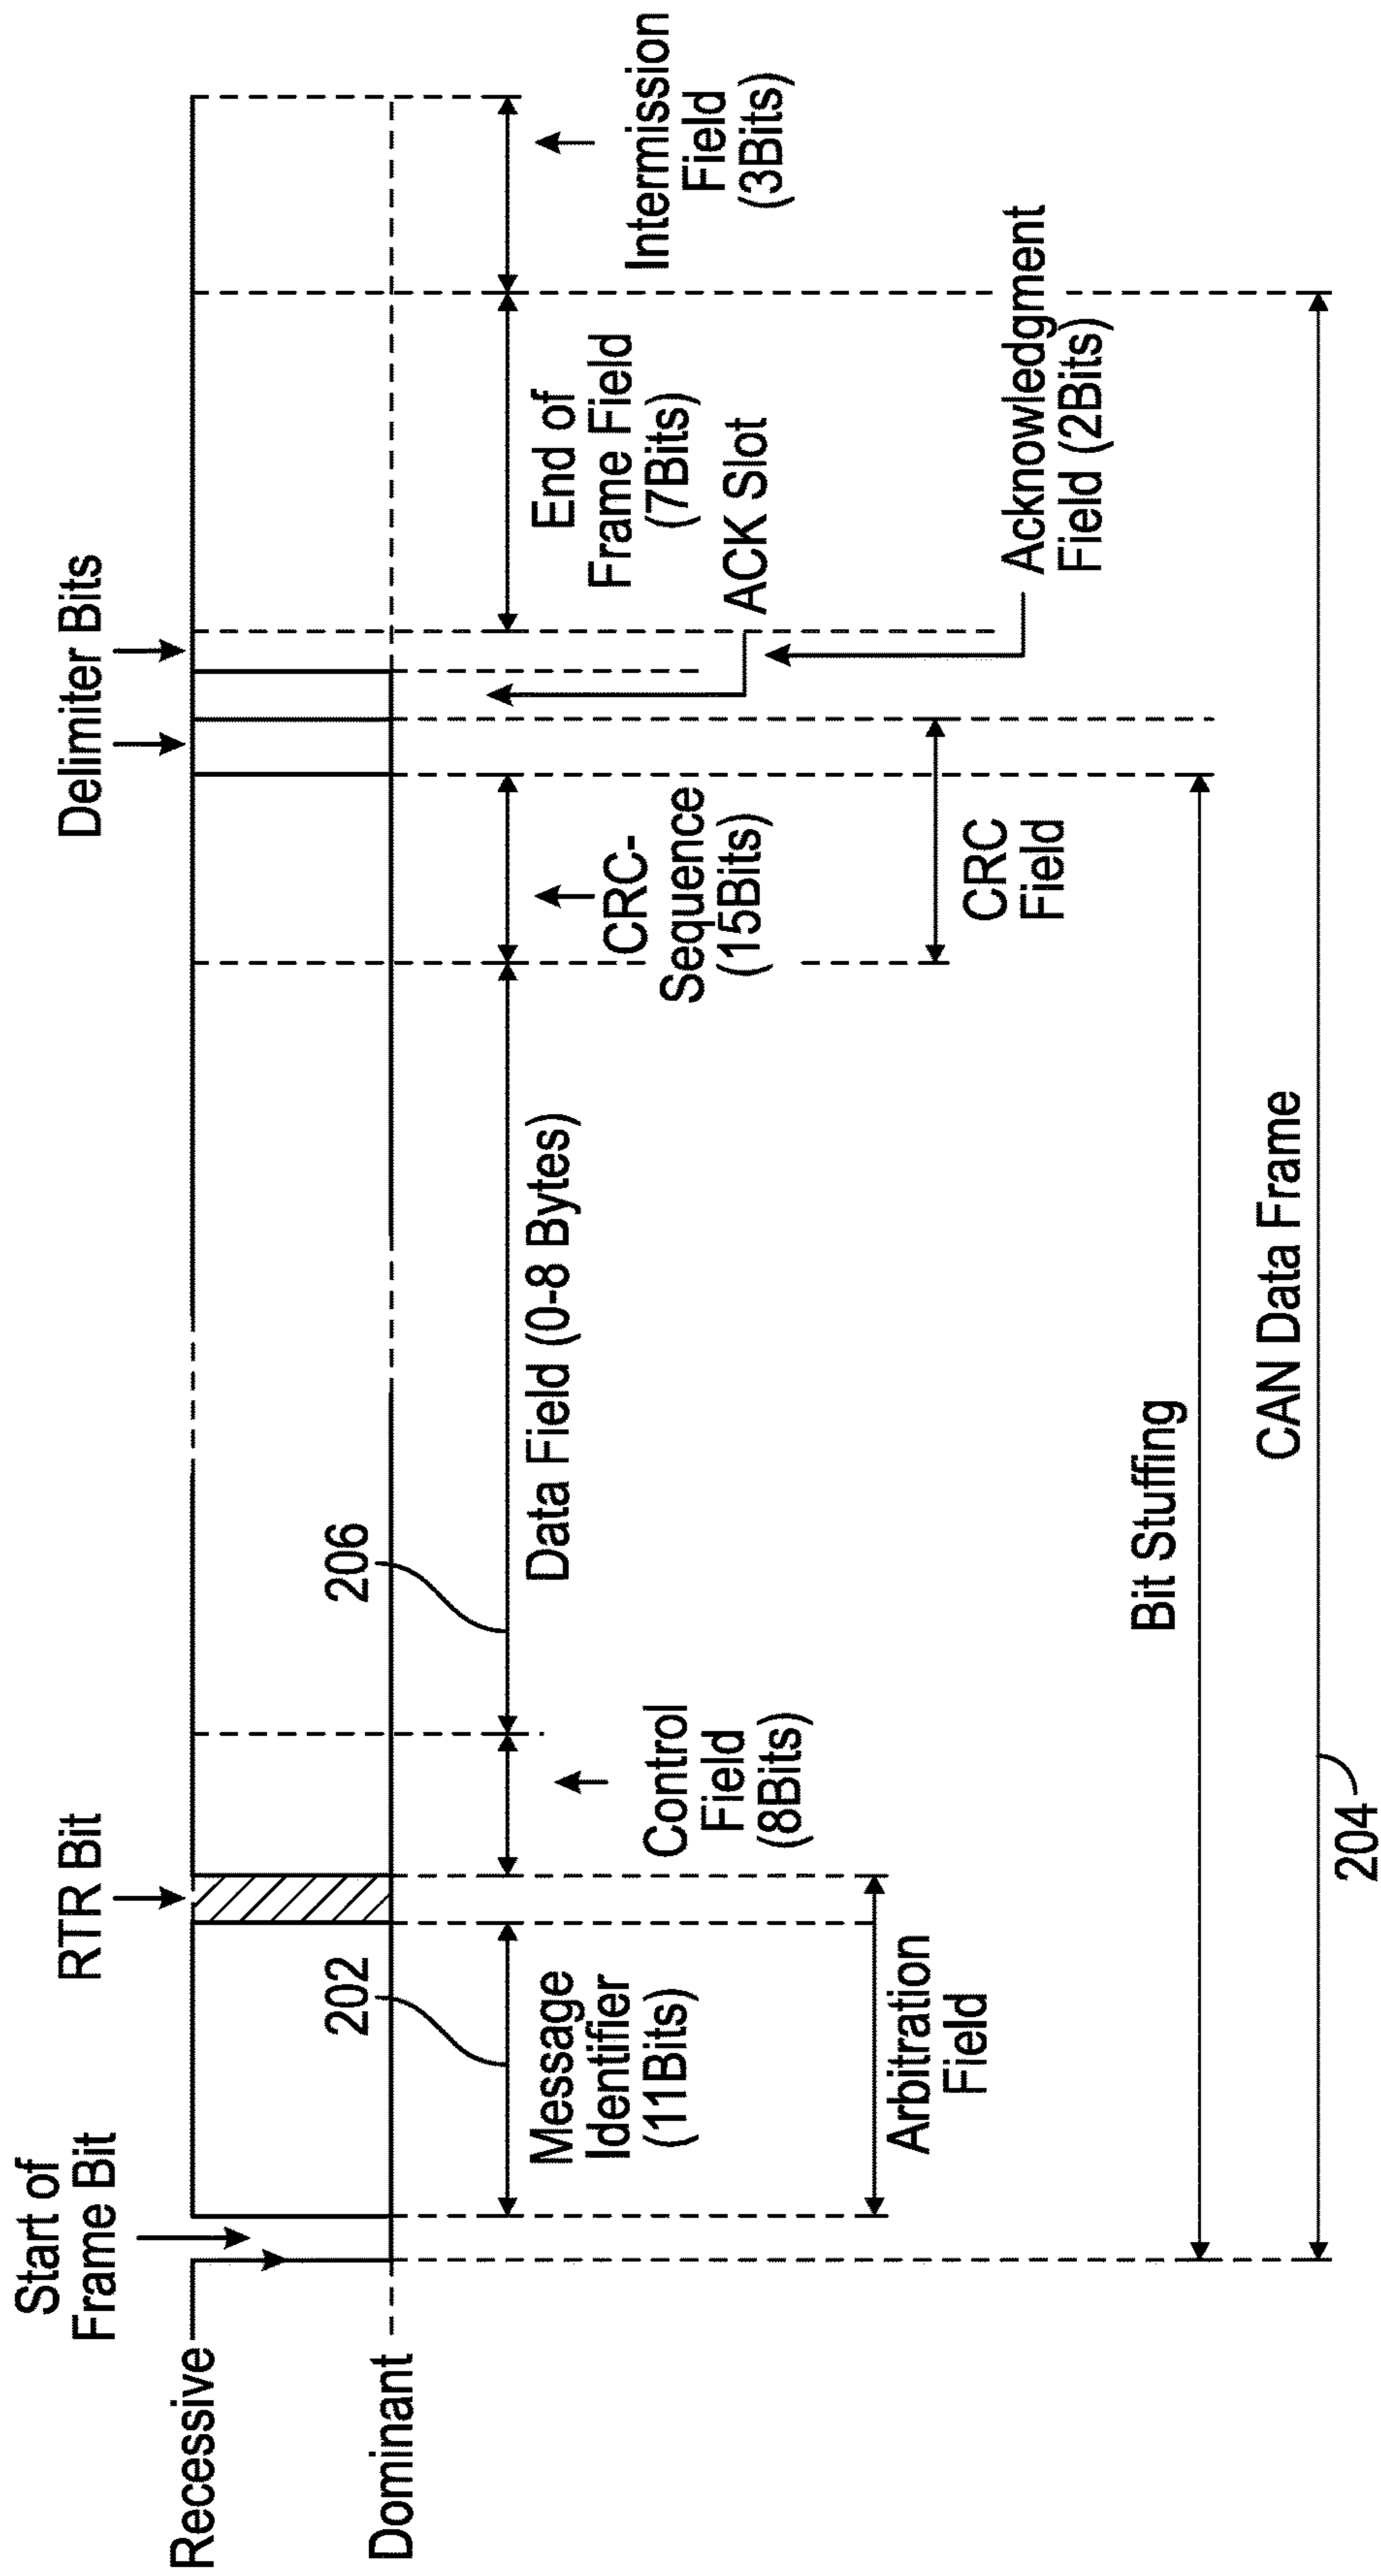 Start of
Frame Bit
RTR Bit
Delimiter Bits
Recessive
Dominant
202
206
Message
Identifier
(11Bits)
Control
Field
(8Bits)
Data Field (0-8 Bytes)
CRC-
Sequence
(15Bits)
End of
Frame Field
(7Bits)
Intermission
Field
(3Bits)
ACK Slot
Arbitration
Field
CRC
Field
Acknowledgment
Field (2Bits)
Bit Stuffing
CAN Data Frame
204